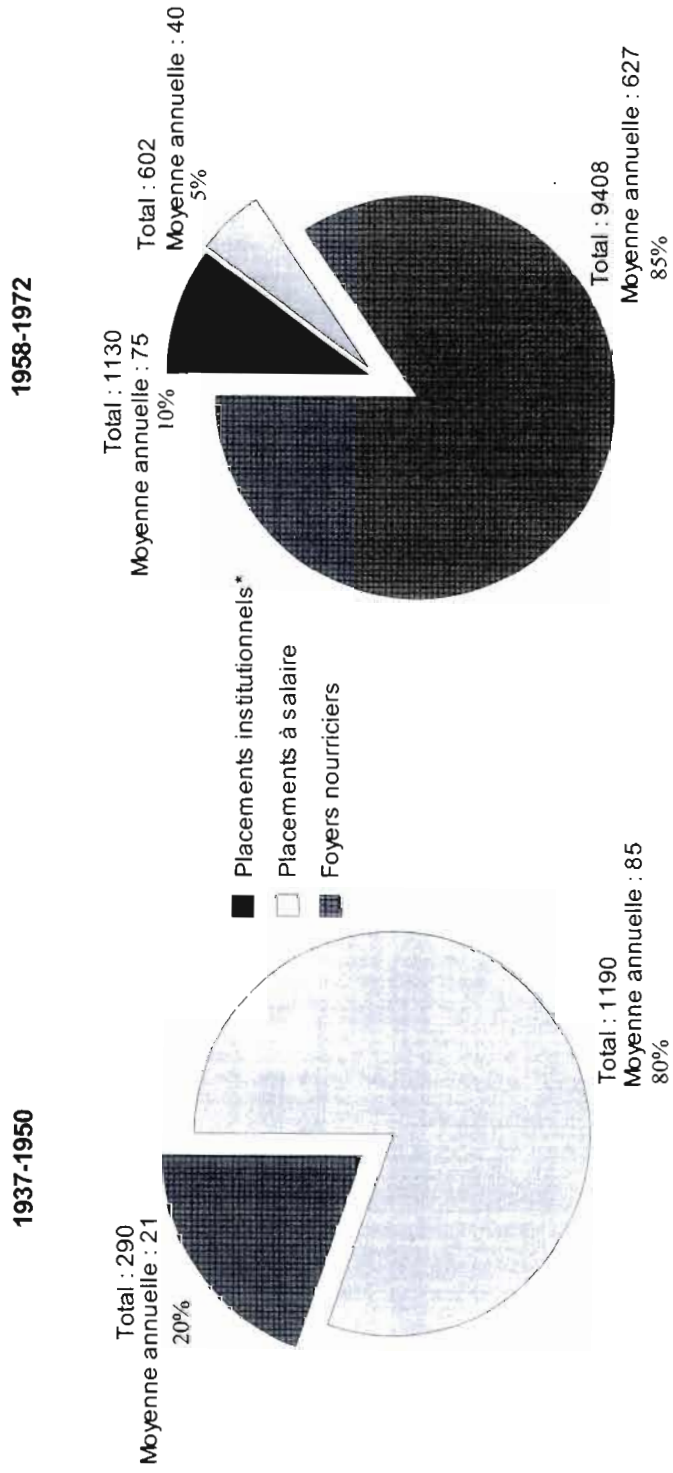 1937-1950
Total : 290
Moyenne annuelle : 21
20%
Total : 1190
Moyenne annuelle : 85
80%
Placements institutionnels*
Placements à salaire
Foyers nourriciers
1958-1972
Total : 1130
Moyenne annuelle : 75
10%
Total : 602
Moyenne annuelle : 40
5%
Total : 9408
Moyenne annuelle : 627
85%